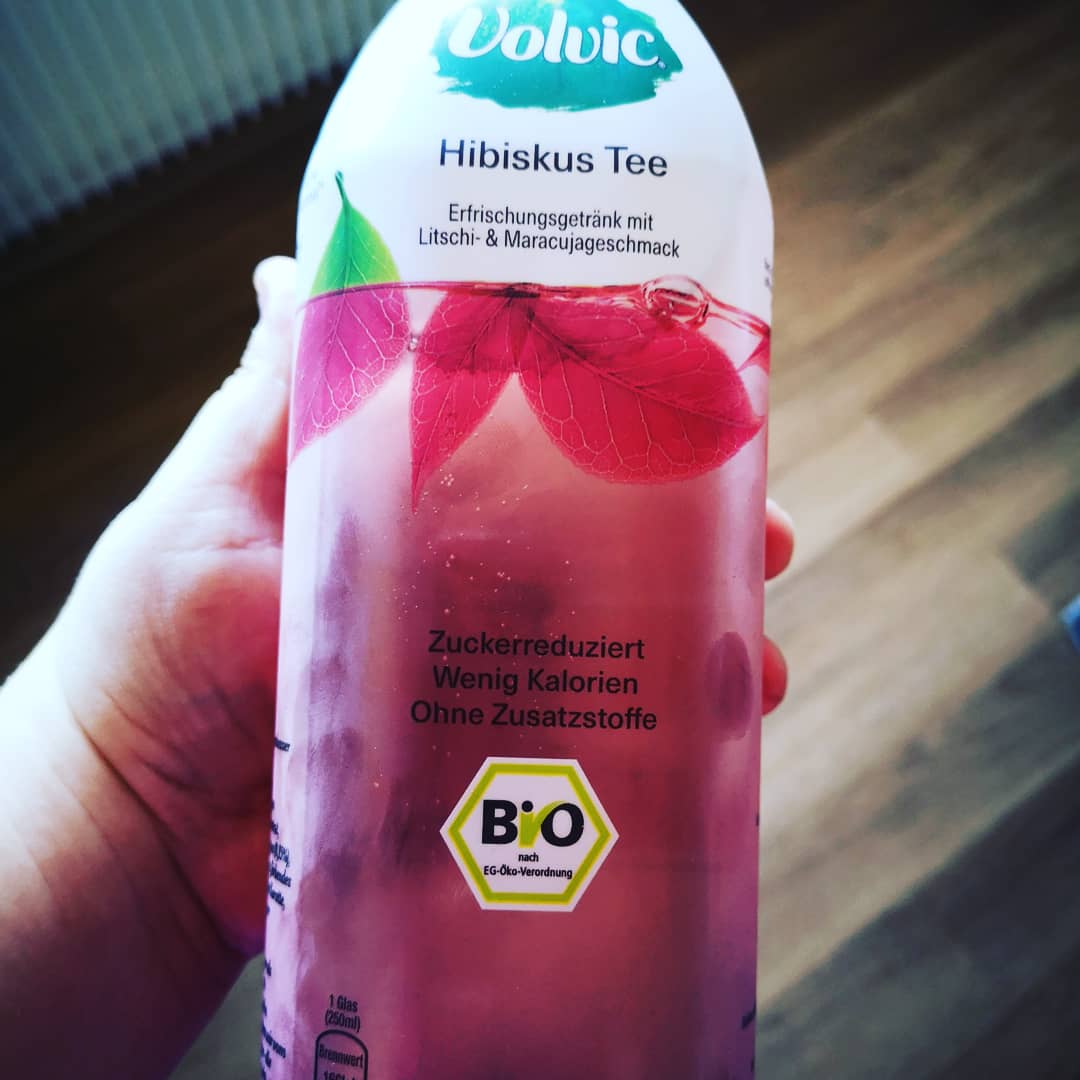 Volvic
Hibiskus Tee
Erfrischungsgetränk mit
Litschi- & Maracujageschmack
Zuckerreduziert
Wenig Kalorien
Ohne Zusatzstoffe
BiO
nach
EG-Öko-Verordnung
1 Glas
(250ml)
Brennwert